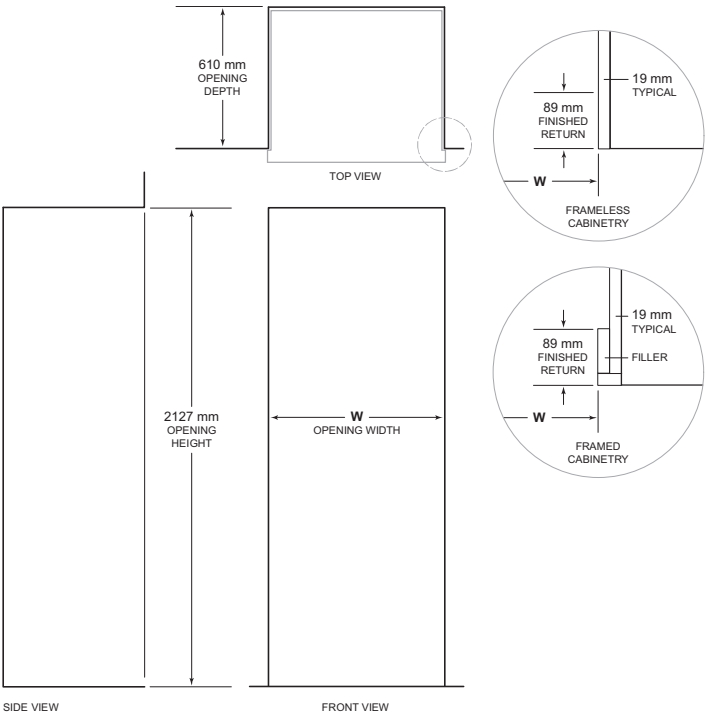 610 mm
OPENING
DEPTH
TOP VIEW
19 mm
TYPICAL
89 mm
FINISHED
RETURN
W
FRAMELESS
CABINETRY
19 mm
TYPICAL
89 mm
FINISHED
RETURN
FILLER
W
FRAMED
CABINETRY
2127 mm
OPENING
HEIGHT
W
OPENING WIDTH
SIDE VIEW
FRONT VIEW